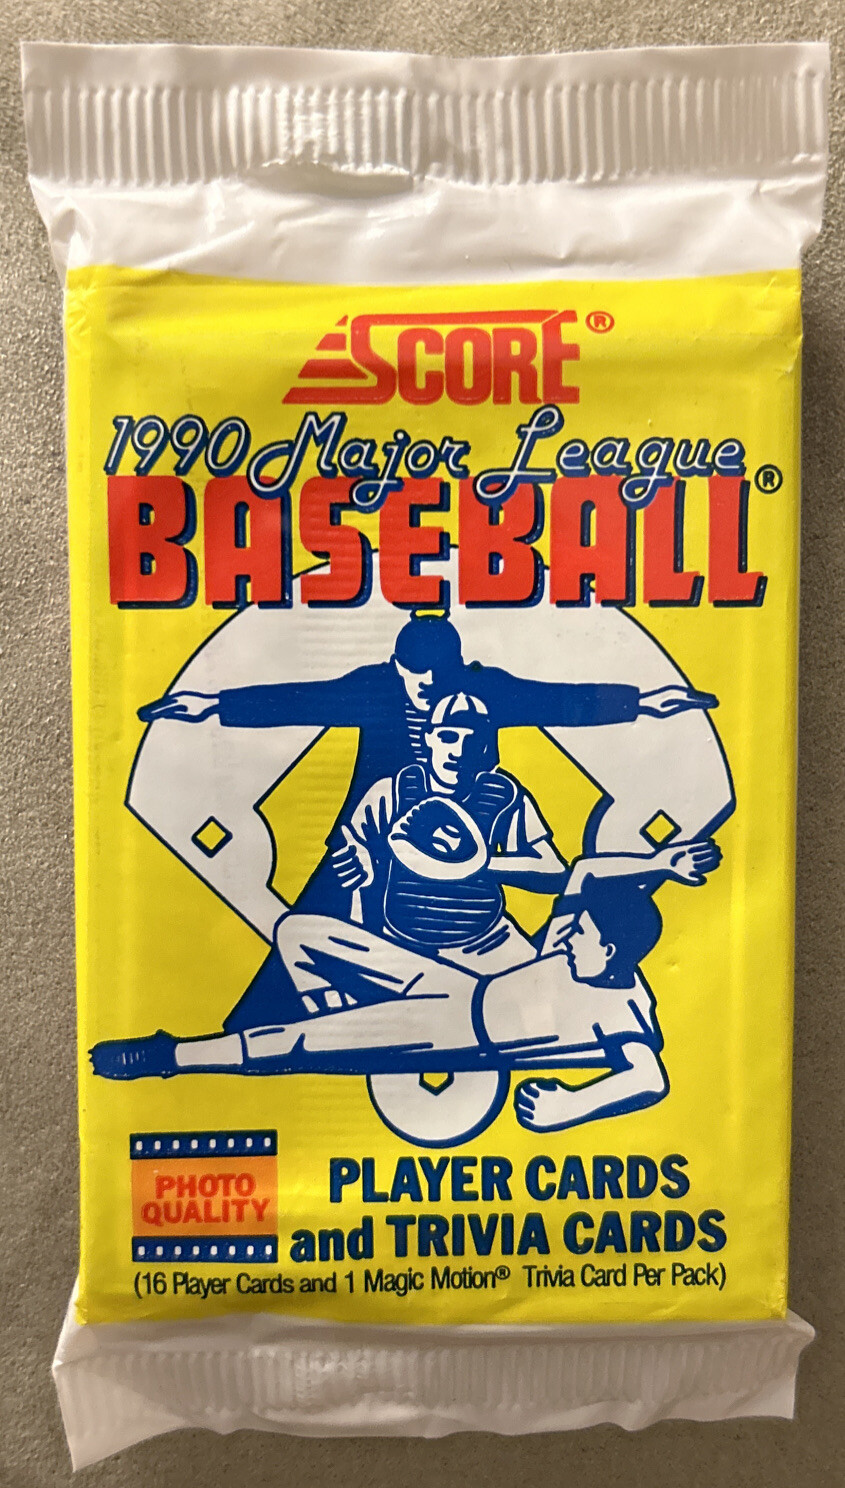 SCORE®
1990 Major League
BASEBALL®
PHOTO
QUALITY
PLAYER CARDS
and TRIVIA CARDS
(16 Player Cards and 1 Magic Motion® Trivia Card Per Pack)